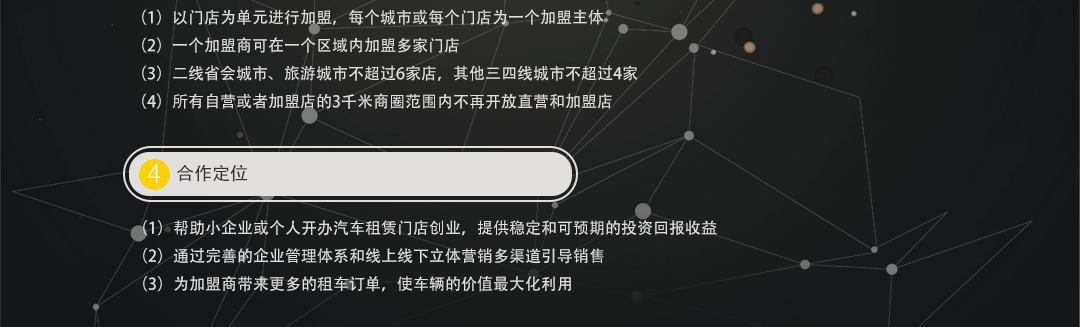 （1）以门店为单元进行加盟，每个城市或每个门店为一个加盟主体
（2）一个加盟商可在一个区域内加盟多家门店
（3）二线省会城市、旅游城市不超过6家店，其他三四线城市不超过4家
（4）所有自营或者加盟店的3千米商圈范围内不再开放直营和加盟店
4 合作定位
（1）帮助小企业或个人开办汽车租赁门店创业，提供稳定和可预期的投资回报收益
（2）通过完善的企业管理体系和线上线下立体营销多渠道引导销售
（3）为加盟商带来更多的租车订单，使车辆的价值最大化利用